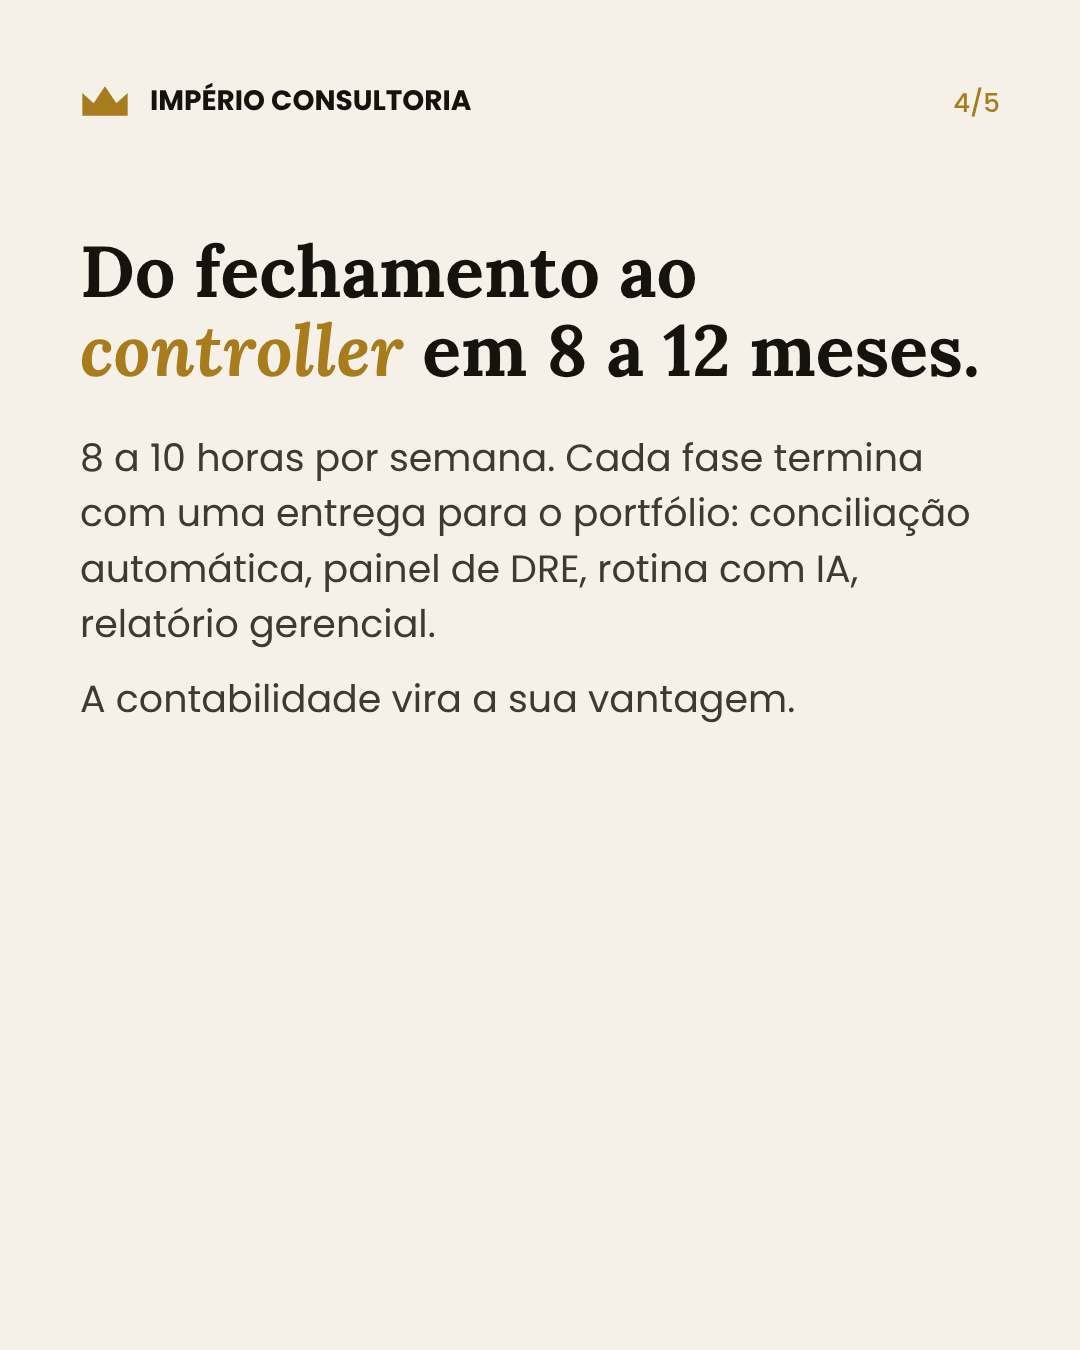 IMPÉRIO CONSULTORIA
4/5
Do fechamento ao
controller em 8 a 12 meses.
8 a 10 horas por semana. Cada fase termina
com uma entrega para o portfólio: conciliação
automática, painel de DRE, rotina com IA,
relatório gerencial.
A contabilidade vira a sua vantagem.